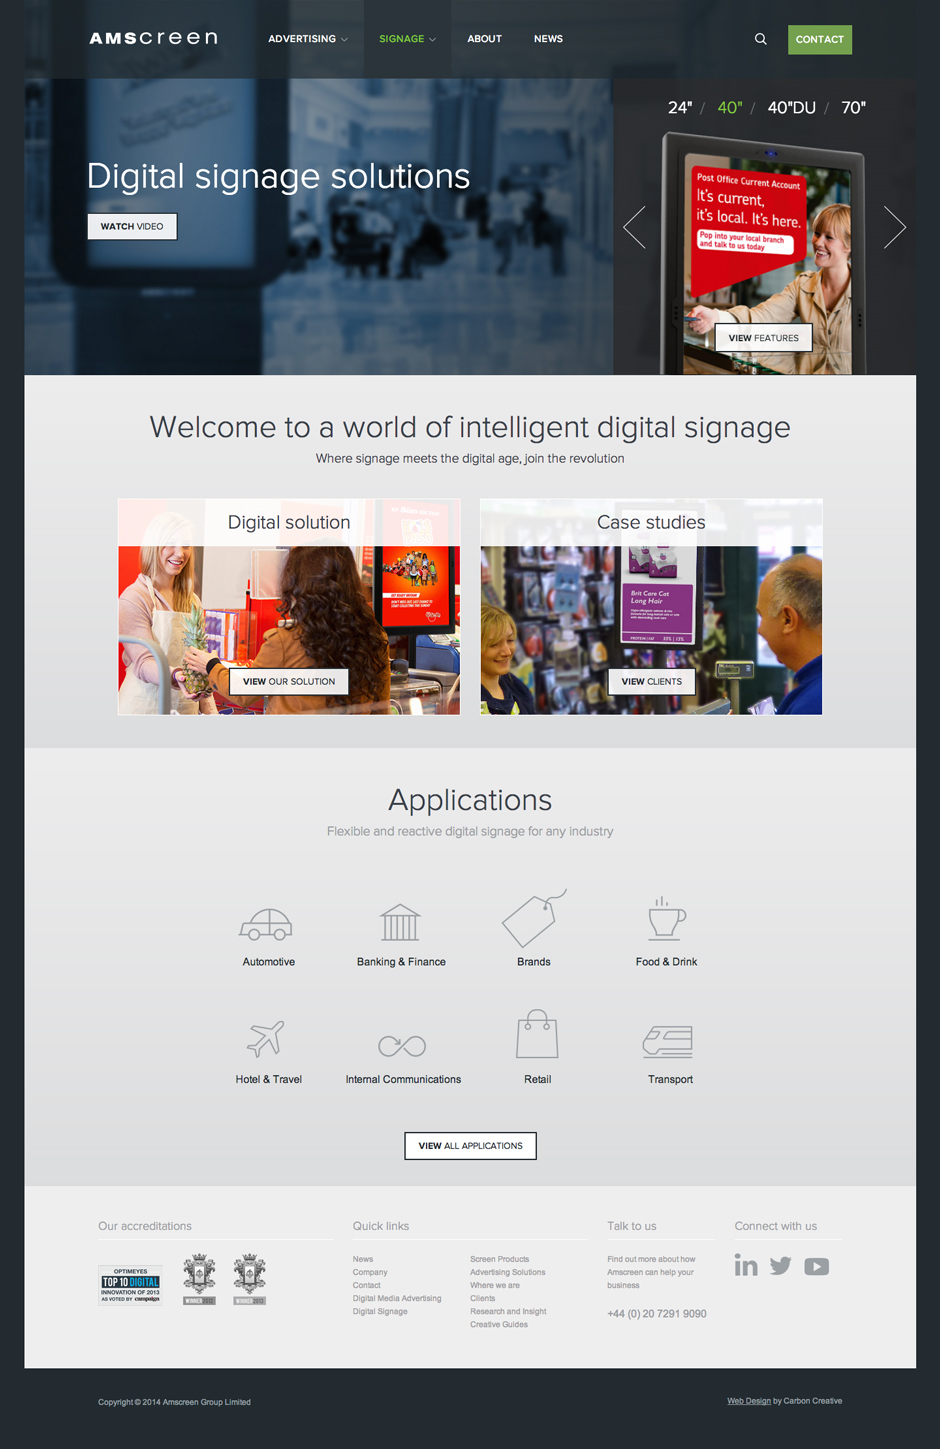 AMSCreen
ADVERTISING
SIGNAGE
ABOUT
NEWS
CONTACT
24" / 40" / 40"DU / 70"
Digital signage solutions
WATCH VIDEO
Post Office Current Account
It's current,
it's local. It's here.
Pop into your local branch
and talk to us today
VIEW FEATURES
Welcome to a world of intelligent digital signage
Where signage meets the digital age, join the revolution
Digital solution
VIEW OUR SOLUTION
Case studies
Brit Care Cat
Long Hair
VIEW CLIENTS
Applications
Flexible and reactive digital signage for any industry
Automotive
Banking & Finance
Brands
Food & Drink
Hotel & Travel
Internal Communications
Retail
Transport
VIEW ALL APPLICATIONS
Our accreditations
OPTIMEYES
TOP 10 DIGITAL
INNOVATION OF 2013
AS VOTED BY campaign
WINNER 2013
WINNER 2013
Quick links
News
Company
Contact
Digital Media Advertising
Digital Signage
Screen Products
Advertising Solutions
Where we are
Clients
Research and Insight
Creative Guides
Talk to us
Find out more about how
Amscreen can help your
business
+44 (0) 20 7291 9090
Connect with us
in
Copyright © 2014 Amscreen Group Limited
Web Design by Carbon Creative